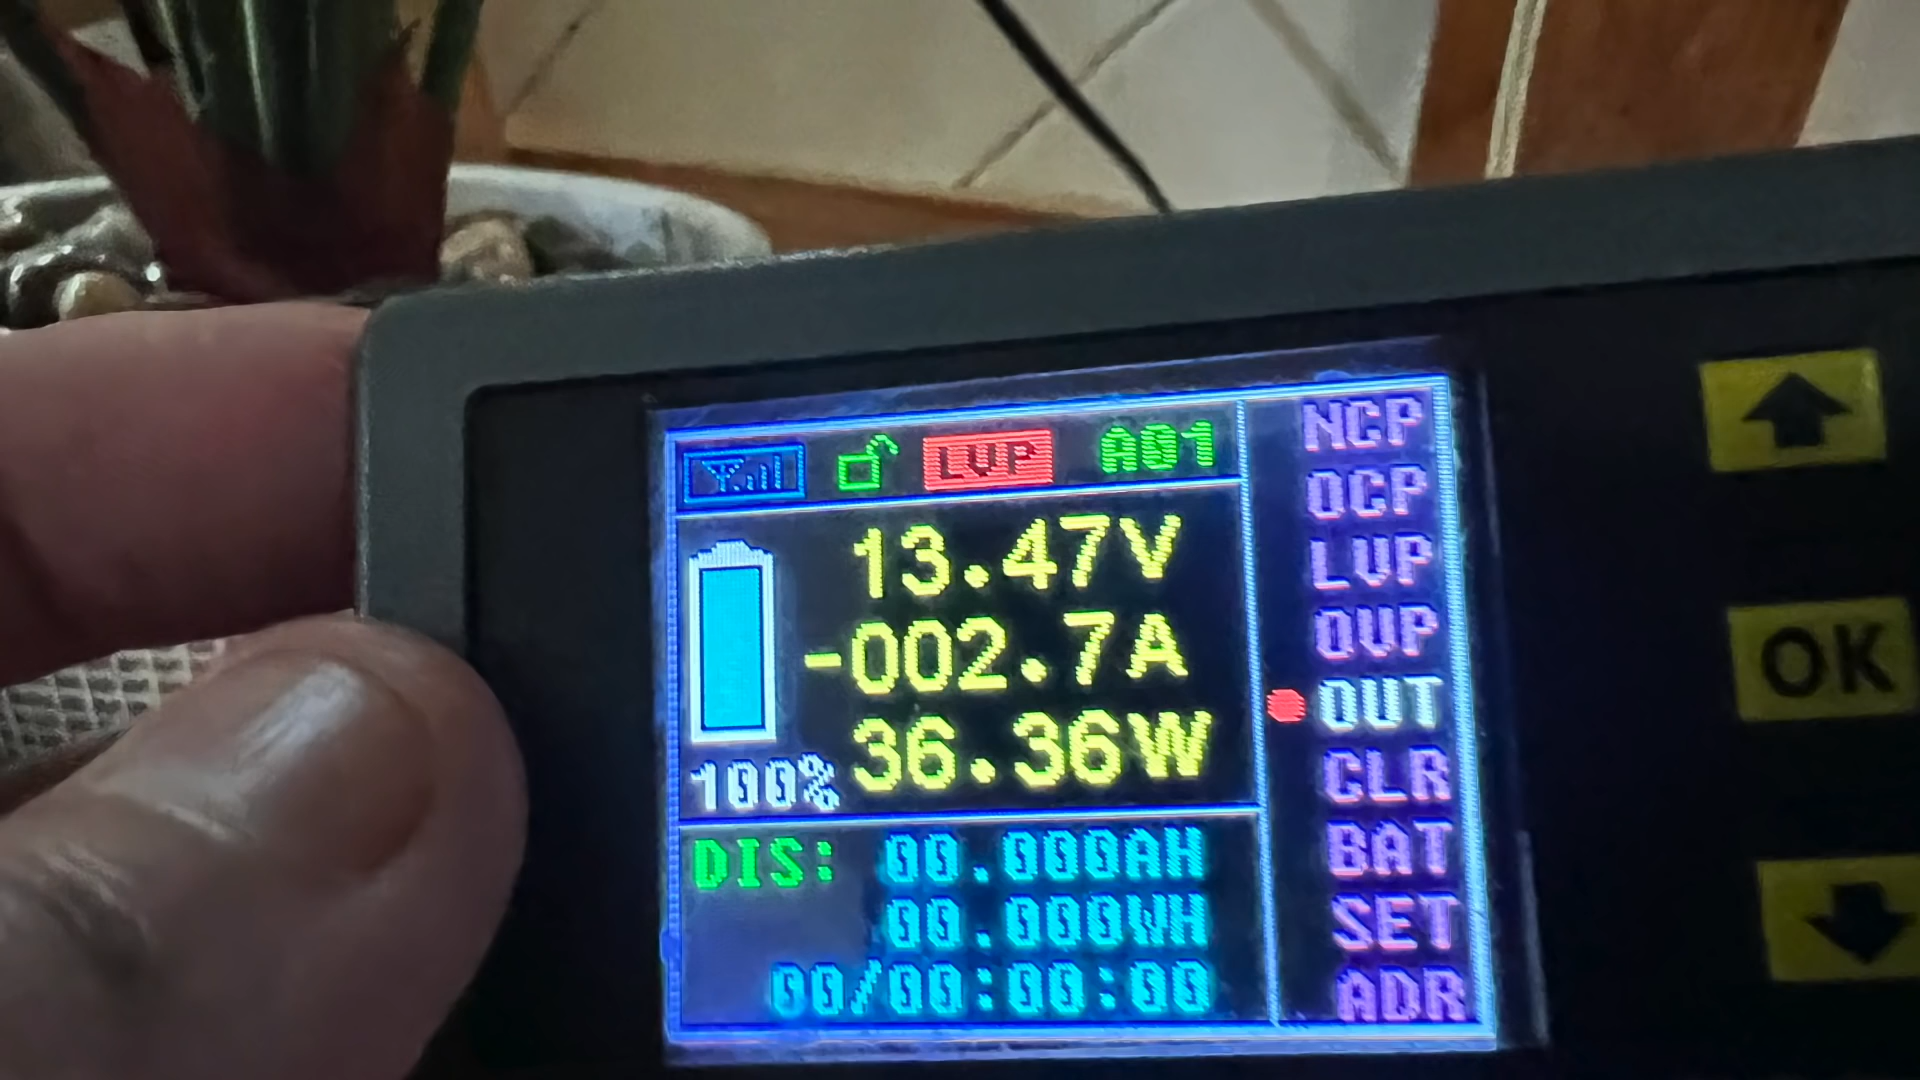 LVP A01
13.47V
-002.7A
36.36W
100%
DIS: 00.000AH
00.000WH
00/00:00:00
NCP
OCP
LVP
OVP
OUT
CLR
BAT
SET
ADR
OK